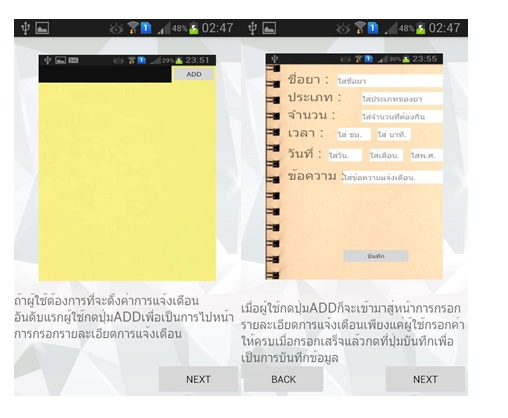 48% 02:47
29% 23:51
ADD
ถ้าผู้ใช้ต้องการที่จะตั้งค่าการแจ้งเตือน
อันดับแรกผู้ใช้กดปุ่มADDเพื่อเป็นการไปหน้า
การกรอกรายละเอียดการแจ้งเตือน
NEXT
48% 02:47
30% 23:55
ชื่อยา : ใส่ชื่อยา
ประเภท : ใส่ประเภทของยา
จำนวน : ใส่จำนวนที่ต้องกิน
เวลา : ใส่ ชม. ใส่ นาที.
วันที่ : ใส่วัน. ใส่เดือน. ใส่พ.ศ.
ข้อความ : ใส่ข้อความแจ้งเตือน.
บันทึก
เมื่อผู้ใช้กดปุ่มADDก็จะเข้ามาสู่หน้าการกรอก
รายละเอียดการแจ้งเตือนเพียงแค่ผู้ใช้กรอกค่า
ให้ครบเมื่อกรอกเสร็จแล้วกดที่ปุ่มบันทึกเพื่อ
เป็นการบันทึกข้อมูล
BACK NEXT